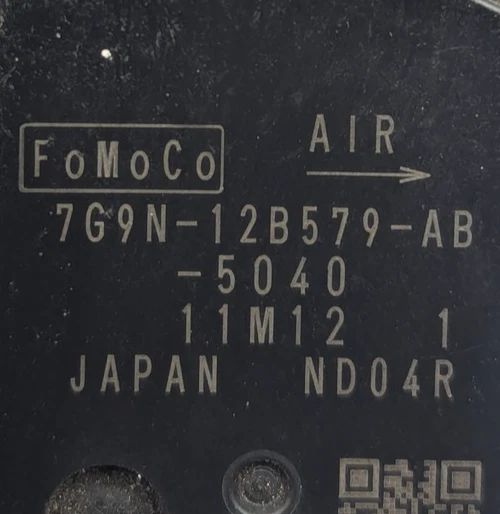 AIR
FoMoCo
7G9N-12B579-AB
-5040
11M12 1
JAPAN ND04R